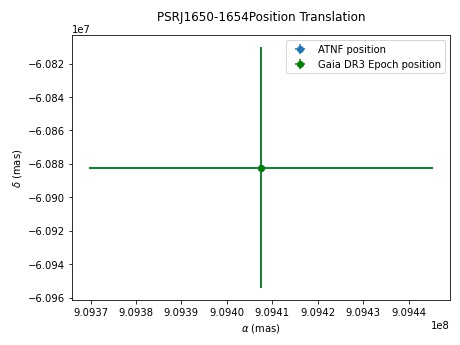 PSRJ1650-1654Position Translation
1e7
ATNF position
Gaia DR3 Epoch position
−6.082
−6.084
−6.086
−6.088
−6.090
−6.092
−6.094
−6.096
δ (mas)
9.0937 9.0938 9.0939 9.0940 9.0941 9.0942 9.0943 9.0944
1e8
α (mas)